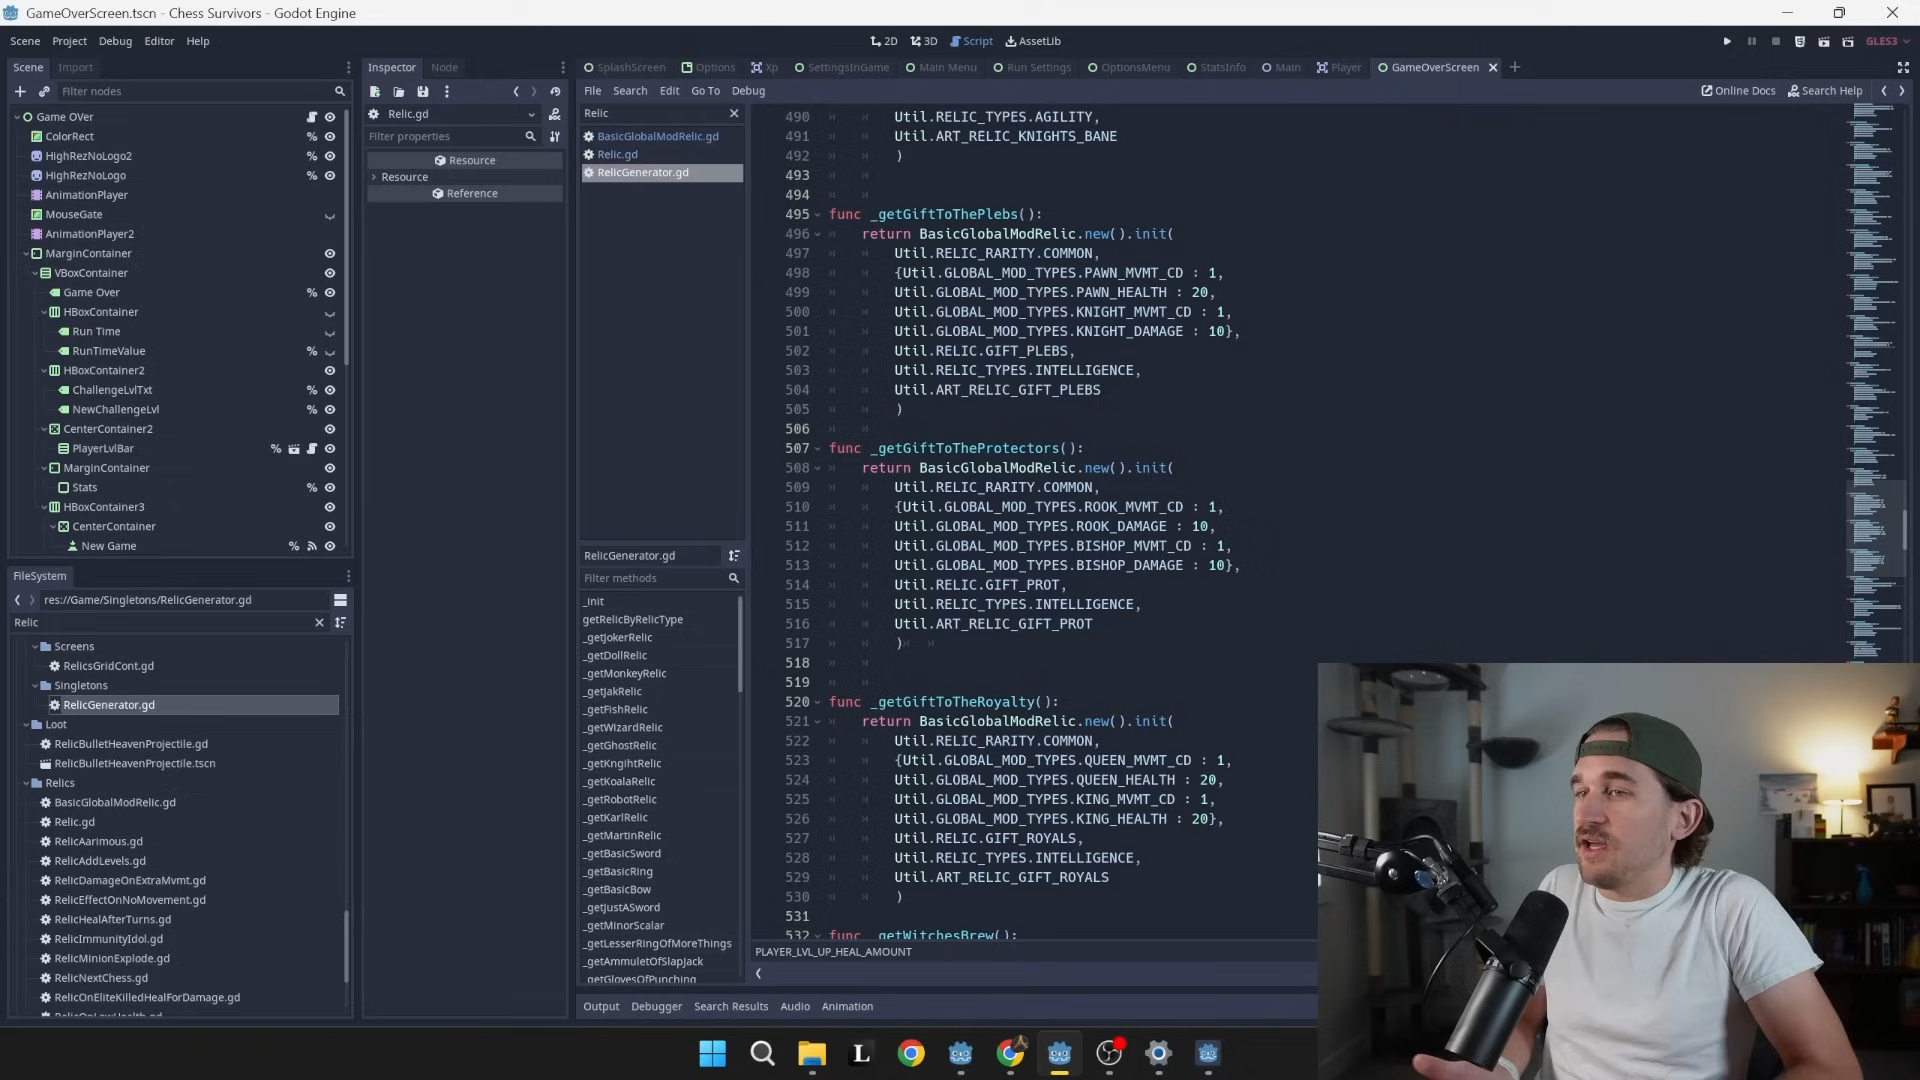 GameOverScreen.tscn - Chess Survivors - Godot Engine
Scene Project Debug Editor Help
2D 3D Script AssetLib
GLES3
Scene Import
Filter nodes
Game OVer
ColorRect
HighRezNoLogo2
HighRezNoLogo
AnimationPlayer
MouseGate
AnimationPlayer2
MarginContainer
VBoxContainer
Game Over
HBoxContainer
Run Time
RunTimeValue
HBoxContainer2
ChallengeLvlTxt
NewChallengeLvl
CenterContainer2
PlayerLvlBar
MarginContainer
Stats
HBoxContainer3
CenterContainer
New Game
FileSystem
res://Game/Singletons/RelicGenerator.gd
Relic
Screens
RelicsGridCont.gd
Singletons
RelicGenerator.gd
Loot
RelicBulletHeavenProjectile.gd
RelicBulletHeavenProjectile.tscn
Relics
BasicGlobalModRelic.gd
Relic.gd
RelicAarimous.gd
RelicAddLevels.gd
RelicDamageOnExtraMvmt.gd
RelicEffectOnNoMovement.gd
RelicHealAfterTurns.gd
RelicImmunityIdol.gd
RelicMinionExplode.gd
RelicNextChess.gd
RelicOnEliteKilledHealForDamage.gd
RelicOnLowHealth.gd
Inspector Node
Relic.gd
Filter properties
Resource
Resource
Reference
SplashScreen Options Xp SettingsInGame Main Menu Run Settings OptionsMenu StatsInfo Main Player GameOverScreen
File Search Edit Go To Debug
Online Docs Search Help
Relic
BasicGlobalModRelic.gd
Relic.gd
RelicGenerator.gd
RelicGenerator.gd
Filter methods
_init
getRelicByRelicType
_getJokerRelic
_getDollRelic
_getMonkeyRelic
_getJakRelic
_getFishRelic
_getWizardRelic
_getGhostRelic
_getKngihtRelic
_getKoalaRelic
_getRobotRelic
_getKarlRelic
_getMartinRelic
_getBasicSword
_getBasicRing
_getBasicBow
_getJustASword
_getMinorScalar
_getLesserRingOfMoreThings
_getAmmuletOfSlapJack
_getGlovesOfPunching
490 Util.RELIC_TYPES.AGILITY,
491 Util.ART_RELIC_KNIGHTS_BANE
492 )
493
494
495 func _getGiftToThePlebs():
496 return BasicGlobalModRelic.new().init(
497 Util.RELIC_RARITY.COMMON,
498 {Util.GLOBAL_MOD_TYPES.PAWN_MVMT_CD : 1,
499 Util.GLOBAL_MOD_TYPES.PAWN_HEALTH : 20,
500 Util.GLOBAL_MOD_TYPES.KNIGHT_MVMT_CD : 1,
501 Util.GLOBAL_MOD_TYPES.KNIGHT_DAMAGE : 10},
502 Util.RELIC.GIFT_PLEBS,
503 Util.RELIC_TYPES.INTELLIGENCE,
504 Util.ART_RELIC_GIFT_PLEBS
505 )
506
507 func _getGiftToTheProtectors():
508 return BasicGlobalModRelic.new().init(
509 Util.RELIC_RARITY.COMMON,
510 {Util.GLOBAL_MOD_TYPES.ROOK_MVMT_CD : 1,
511 Util.GLOBAL_MOD_TYPES.ROOK_DAMAGE : 10,
512 Util.GLOBAL_MOD_TYPES.BISHOP_MVMT_CD : 1,
513 Util.GLOBAL_MOD_TYPES.BISHOP_DAMAGE : 10},
514 Util.RELIC.GIFT_PROT,
515 Util.RELIC_TYPES.INTELLIGENCE,
516 Util.ART_RELIC_GIFT_PROT
517 )
518
519
520 func _getGiftToTheRoyalty():
521 return BasicGlobalModRelic.new().init(
522 Util.RELIC_RARITY.COMMON,
523 {Util.GLOBAL_MOD_TYPES.QUEEN_MVMT_CD : 1,
524 Util.GLOBAL_MOD_TYPES.QUEEN_HEALTH : 20,
525 Util.GLOBAL_MOD_TYPES.KING_MVMT_CD : 1,
526 Util.GLOBAL_MOD_TYPES.KING_HEALTH : 20},
527 Util.RELIC.GIFT_ROYALS,
528 Util.RELIC_TYPES.INTELLIGENCE,
529 Util.ART_RELIC_GIFT_ROYALS
530 )
531
532 func _getWitchesBrew():
PLAYER_LVL_UP_HEAL_AMOUNT
Output Debugger Search Results Audio Animation
L